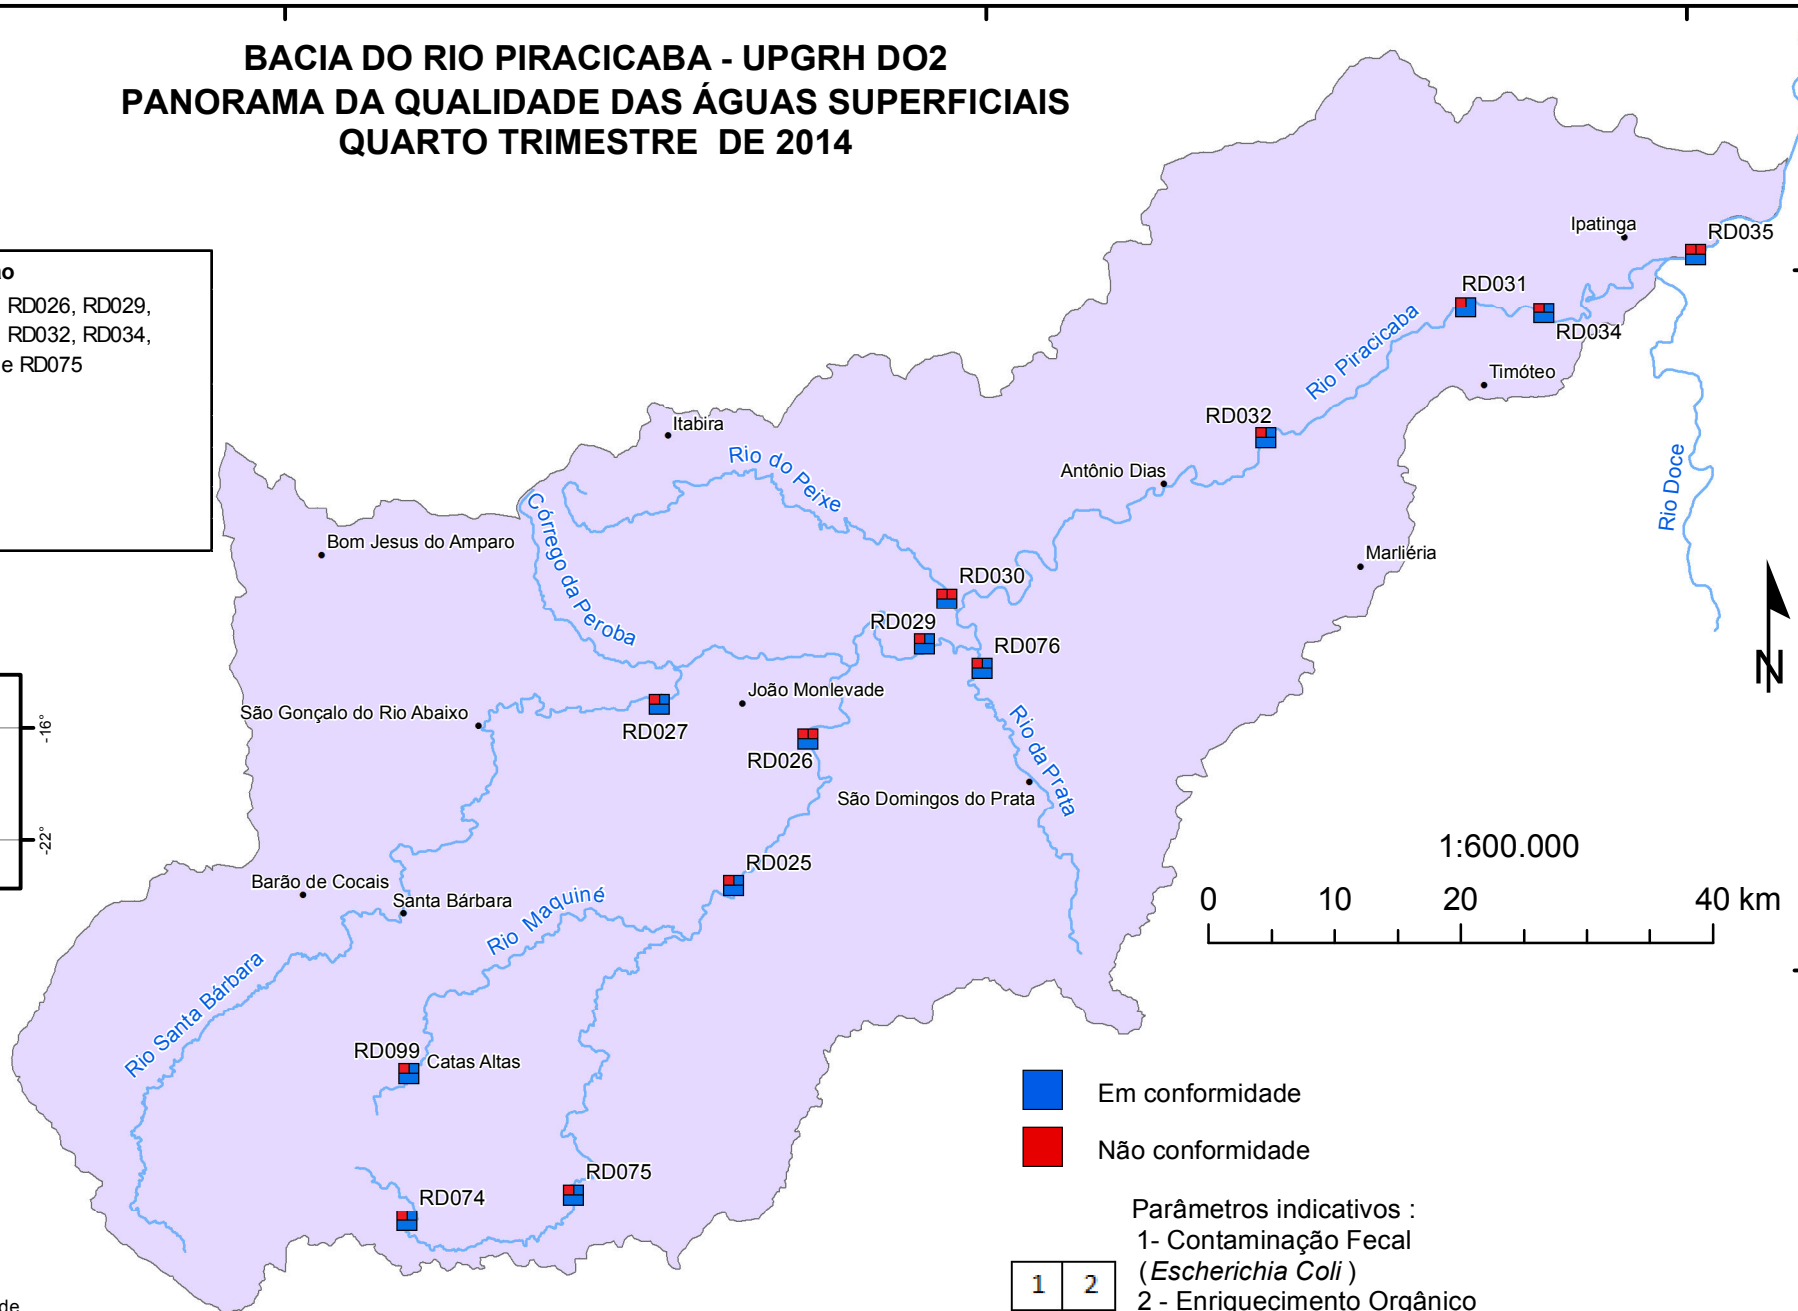 BACIA DO RIO PIRACICABA - UPGRH DO2
PANORAMA DA QUALIDADE DAS ÁGUAS SUPERFICIAIS
QUARTO TRIMESTRE DE 2014
RD026, RD029,
RD032, RD034,
e RD075
Ipatinga
RD035
RD031
RD034
Rio Piracicaba
Timóteo
RD032
Itabira
Rio do Peixe
Antônio Dias
Rio Doce
Córrego da Peroba
Bom Jesus do Amparo
Marliéria
RD030
RD029
RD076
N
João Monlevade
São Gonçalo do Rio Abaixo
RD027
RD026
Rio da Prata
-16°
São Domingos do Prata
-22°
1:600.000
RD025
Barão de Cocais
Santa Bárbara
Rio Maquiné
0 10 20 40 km
Rio Santa Bárbara
RD099
Catas Altas
Em conformidade
Não conformidade
RD075
RD074
Parâmetros indicativos :
1- Contaminação Fecal
(Escherichia Coli )
1 2
2 - Enriquecimento Orgânico
de